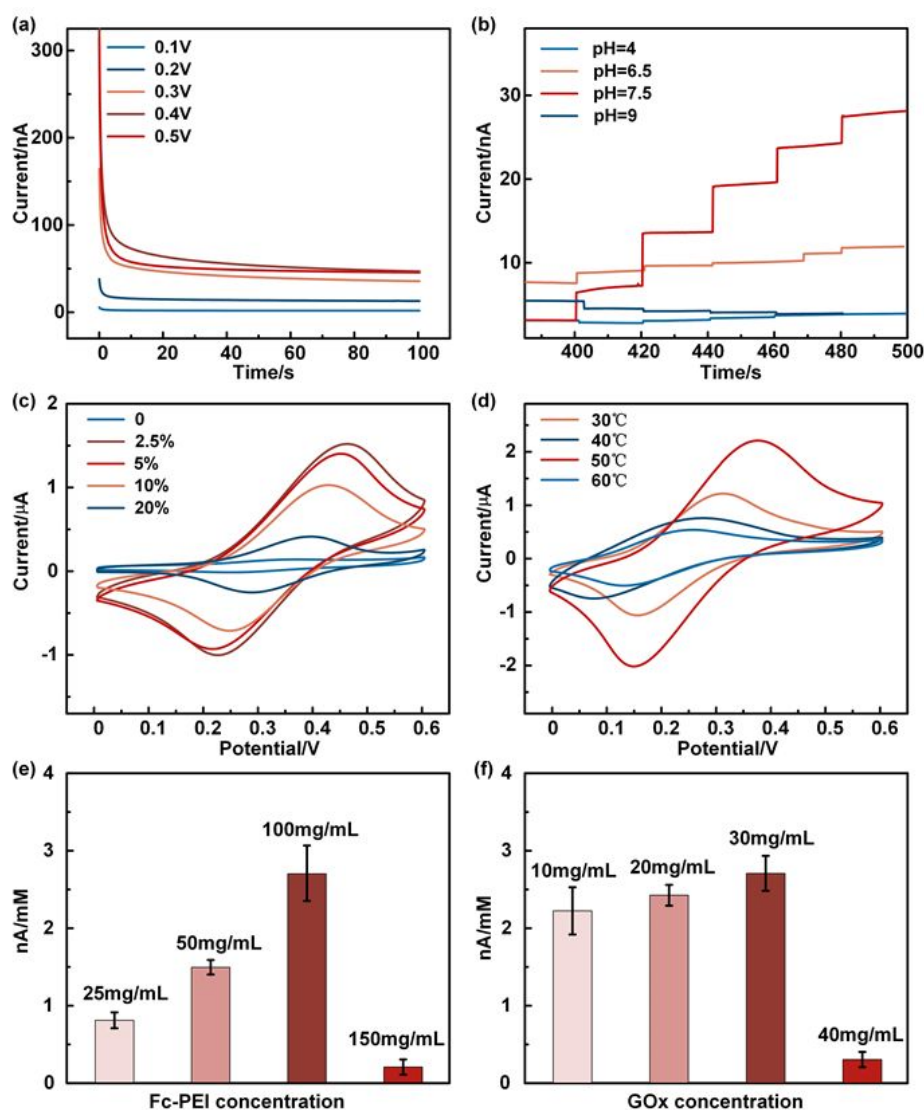 (a)
300
200
100
0
Current/nA
0.1V
0.2V
0.3V
0.4V
0.5V
0 20 40 60 80 100
Time/s
(b)
30
20
10
Current/nA
pH=4
pH=6.5
pH=7.5
pH=9
400 420 440 460 480 500
Time/s
(c)
2
1
0
-1
Current/μA
0
2.5%
5%
10%
20%
0.0 0.1 0.2 0.3 0.4 0.5 0.6
Potential/V
(d)
2
1
0
-1
-2
Current/μA
30℃
40℃
50℃
60℃
0 0.1 0.2 0.3 0.4 0.5 0.6
Potential/V
(e)
4
3
2
1
0
nA/mM
25mg/mL
50mg/mL
100mg/mL
150mg/mL
Fc-PEI concentration
(f)
4
3
2
1
0
nA/mM
10mg/mL
20mg/mL
30mg/mL
40mg/mL
GOx concentration